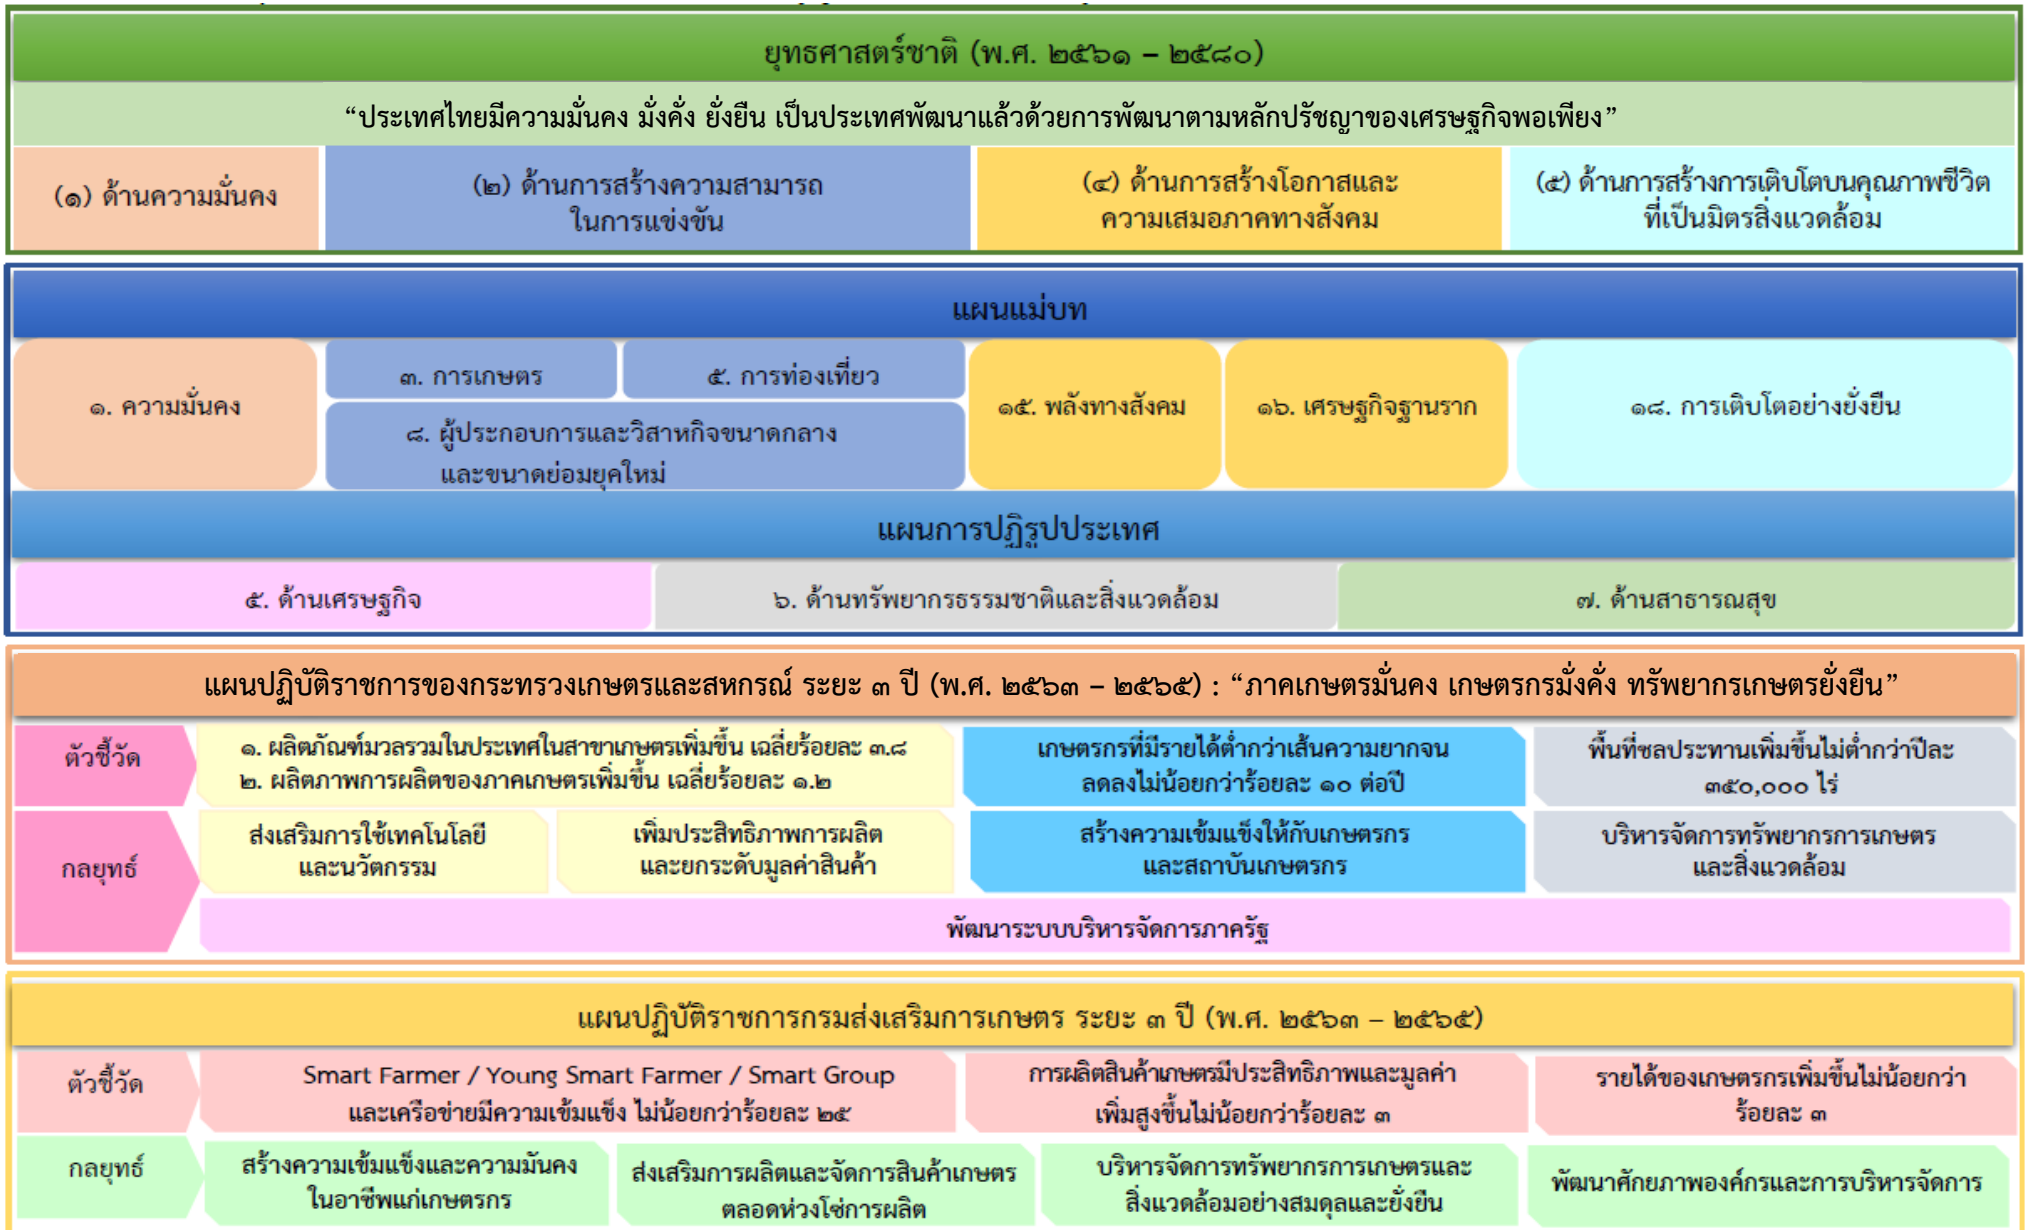 ยุทธศาสตร์ชาติ (พ.ศ. ๒๕๖๑ – ๒๕๘๐)
“ประเทศไทยมีความมั่นคง มั่งคั่ง ยั่งยืน เป็นประเทศพัฒนาแล้วด้วยการพัฒนาตามหลักปรัชญาของเศรษฐกิจพอเพียง”
(๑) ด้านความมั่นคง
(๒) ด้านการสร้างความสามารถ
ในการแข่งขัน
(๔) ด้านการสร้างโอกาสและ
ความเสมอภาคทางสังคม
(๕) ด้านการสร้างการเติบโตบนคุณภาพชีวิต
ที่เป็นมิตรสิ่งแวดล้อม
แผนแม่บท
๑. ความมั่นคง
๓. การเกษตร
๕. การท่องเที่ยว
๘. ผู้ประกอบการและวิสาหกิจขนาดกลาง
และขนาดย่อมยุคใหม่
๑๕. พลังทางสังคม
๑๖. เศรษฐกิจฐานราก
๑๘. การเติบโตอย่างยั่งยืน
แผนการปฏิรูปประเทศ
๕. ด้านเศรษฐกิจ
๖. ด้านทรัพยากรธรรมชาติและสิ่งแวดล้อม
๗. ด้านสาธารณสุข
แผนปฏิบัติราชการของกระทรวงเกษตรและสหกรณ์ ระยะ ๓ ปี (พ.ศ. ๒๕๖๓ – ๒๕๖๕) : “ภาคเกษตรมั่นคง เกษตรกรมั่งคั่ง ทรัพยากรเกษตรยั่งยืน”
ตัวชี้วัด
๑. ผลิตภัณฑ์มวลรวมในประเทศในสาขาเกษตรเพิ่มขึ้น เฉลี่ยร้อยละ ๓.๘
๒. ผลิตภาพการผลิตของภาคเกษตรเพิ่มขึ้น เฉลี่ยร้อยละ ๑.๒
เกษตรกรที่มีรายได้ต่ำกว่าเส้นความยากจน
ลดลงไม่น้อยกว่าร้อยละ ๑๐ ต่อปี
พื้นที่ชลประทานเพิ่มขึ้นไม่ต่ำกว่าปีละ
๓๕๐,๐๐๐ ไร่
กลยุทธ์
ส่งเสริมการใช้เทคโนโลยี
และนวัตกรรม
เพิ่มประสิทธิภาพการผลิต
และยกระดับมูลค่าสินค้า
สร้างความเข้มแข็งให้กับเกษตรกร
และสถาบันเกษตรกร
บริหารจัดการทรัพยากรการเกษตร
และสิ่งแวดล้อม
พัฒนาระบบบริหารจัดการภาครัฐ
แผนปฏิบัติราชการกรมส่งเสริมการเกษตร ระยะ ๓ ปี (พ.ศ. ๒๕๖๓ – ๒๕๖๕)
ตัวชี้วัด
Smart Farmer / Young Smart Farmer / Smart Group
และเครือข่ายมีความเข้มแข็ง ไม่น้อยกว่าร้อยละ ๒๕
การผลิตสินค้าเกษตรมีประสิทธิภาพและมูลค่า
เพิ่มสูงขึ้นไม่น้อยกว่าร้อยละ ๓
รายได้ของเกษตรกรเพิ่มขึ้นไม่น้อยกว่า
ร้อยละ ๓
กลยุทธ์
สร้างความเข้มแข็งและความมันคง
ในอาชีพแก่เกษตรกร
ส่งเสริมการผลิตและจัดการสินค้าเกษตร
ตลอดห่วงโซ่การผลิต
บริหารจัดการทรัพยากรการเกษตรและ
สิ่งแวดล้อมอย่างสมดุลและยั่งยืน
พัฒนาศักยภาพองค์กรและการบริหารจัดการ